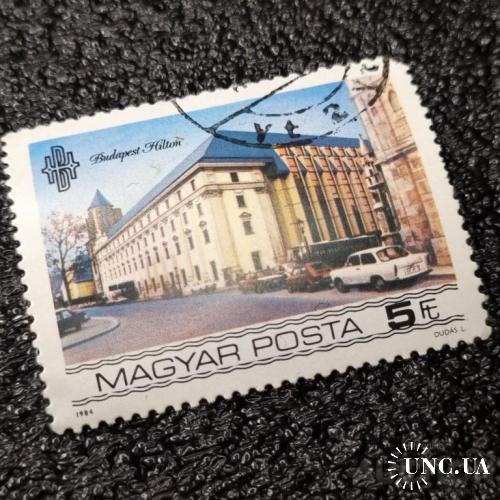 Budapest Hilton
MAGYAR POSTA 5 Ft
DUDÁS L.
1984
UNC.UA